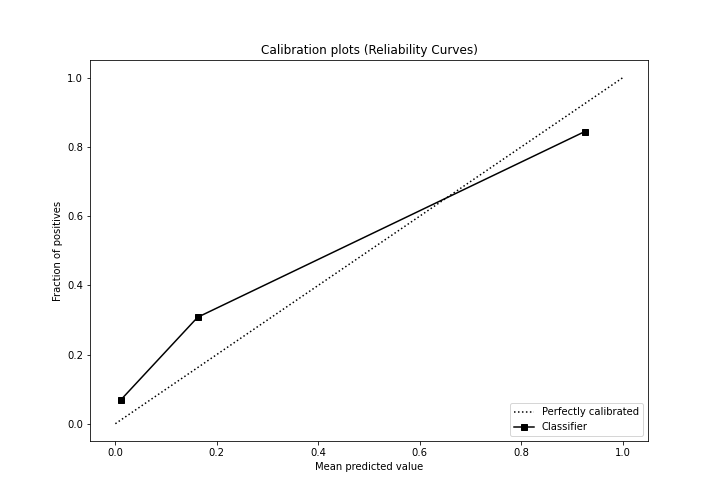 Calibration plots (Reliability Curves)
1.0
0.8
0.6
0.4
0.2
0.0
Fraction of positives
0.0 0.2 0.4 0.6 0.8 1.0
Mean predicted value
Perfectly calibrated
Classifier